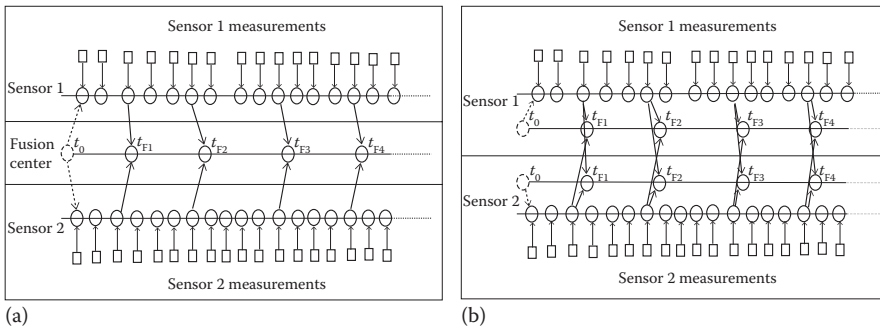 Sensor 1 measurements
Sensor 1
Fusion
center
t0
tF1
tF2
tF3
tF4
Sensor 2
Sensor 2 measurements
(a)
Sensor 1 measurements
Sensor 1
t0
tF1
tF2
tF3
tF4
t0
tF1
tF2
tF3
tF4
Sensor 2
Sensor 2 measurements
(b)